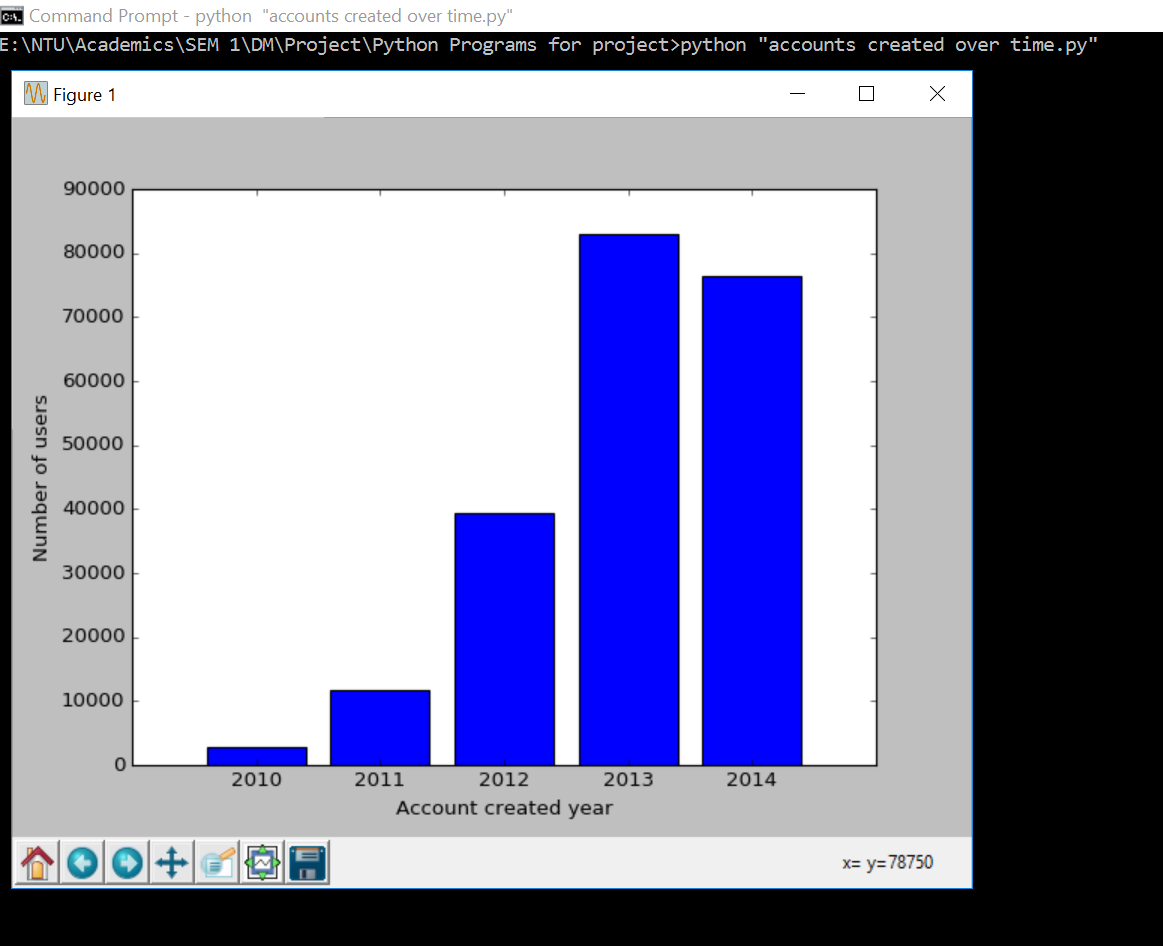 Command Prompt - python  "accounts created over time.py"
E:\NTU\Academics\SEM 1\DM\Project\Python Programs for project>python "accounts created over time.py"
Figure 1
90000
80000
70000
60000
50000
40000
30000
20000
10000
0
Number of users
2010 2011 2012 2013 2014
Account created year
x= y=78750